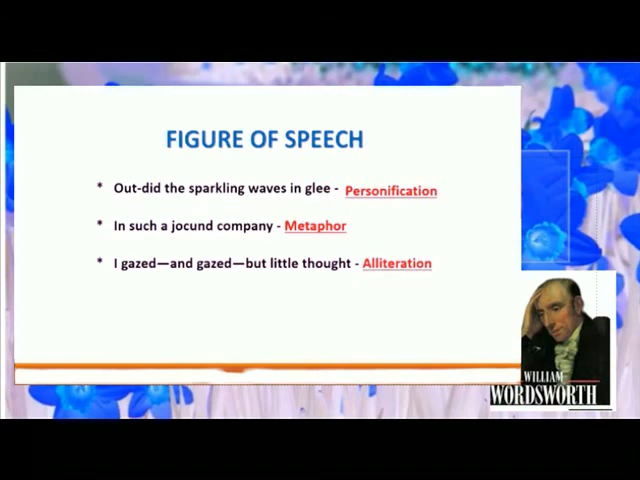 FIGURE OF SPEECH
* Out-did the sparkling waves in glee - Personification
* In such a jocund company - Metaphor
* I gazed—and gazed—but little thought - Alliteration
WILLIAM
WORDSWORTH